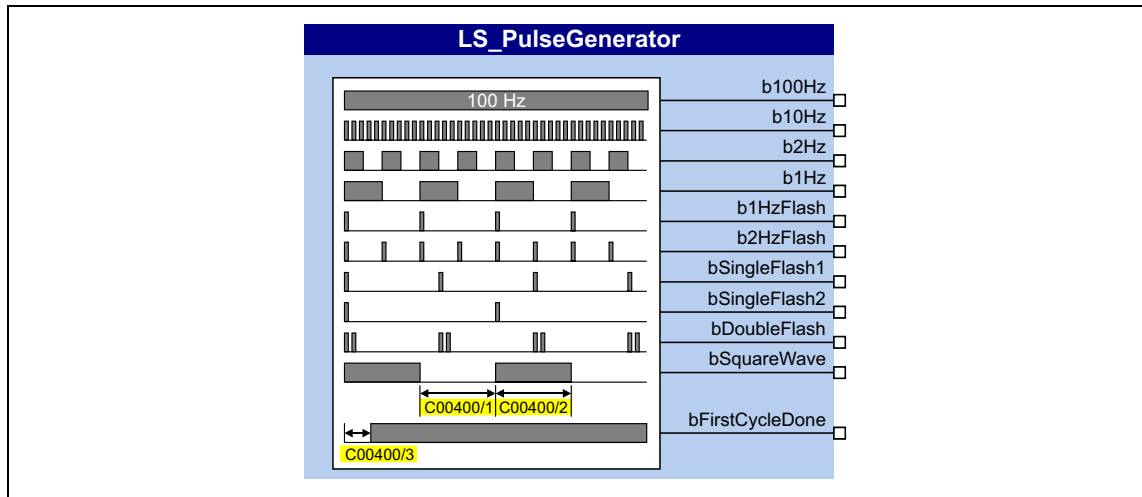 LS_PulseGenerator
100 Hz
b100Hz
b10Hz
b2Hz
b1Hz
b1HzFlash
b2HzFlash
bSingleFlash1
bSingleFlash2
bDoubleFlash
bSquareWave
C00400/1 C00400/2
bFirstCycleDone
C00400/3